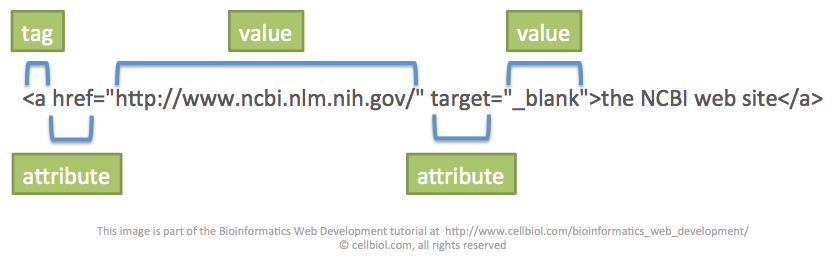 tag value value
<a href="http://www.ncbi.nlm.nih.gov/" target="_blank">the NCBI web site</a>
attribute attribute
This image is part of the Bioinformatics Web Development tutorial at http://www.cellbiol.com/bioinformatics_web_development/
© cellbiol.com, all rights reserved